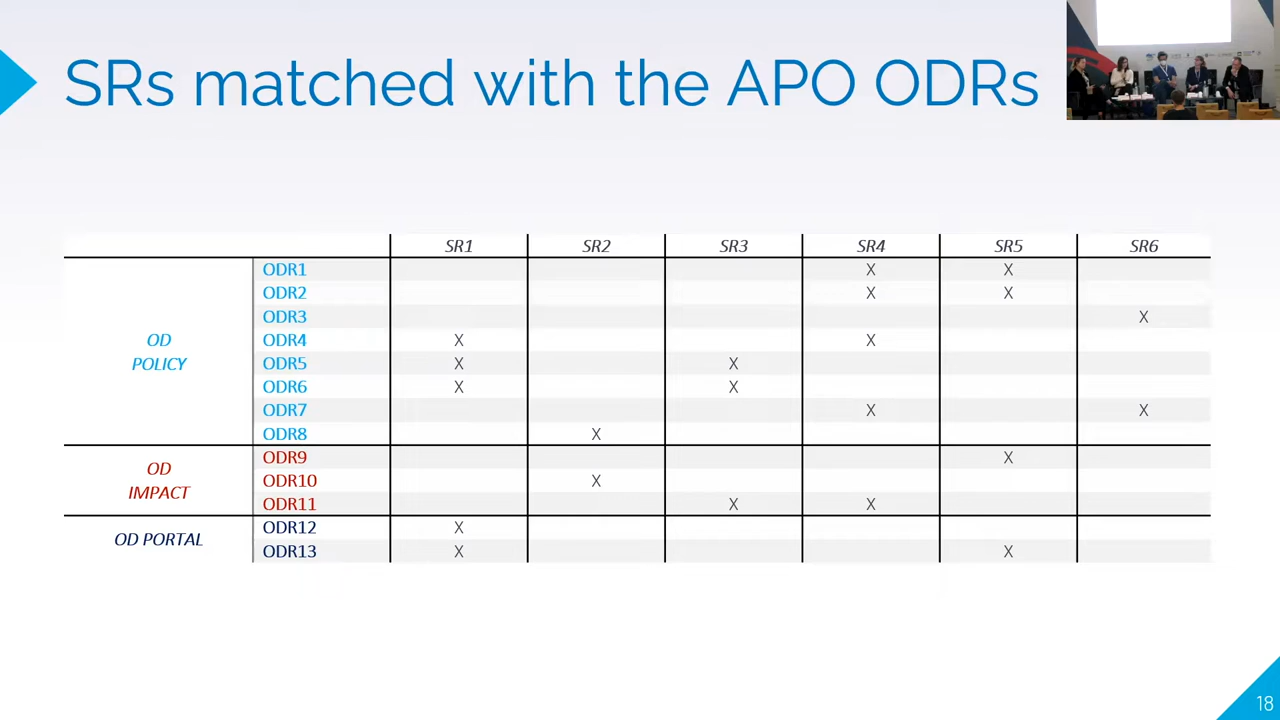 SRs matched with the APO ODRs
SR1 SR2 SR3 SR4 SR5 SR6
OD POLICY
ODR1 X X
ODR2 X X
ODR3 X
ODR4 X X
ODR5 X X
ODR6 X X
ODR7 X X
ODR8 X
OD IMPACT
ODR9 X
ODR10 X
ODR11 X X
OD PORTAL
ODR12 X
ODR13 X X
18